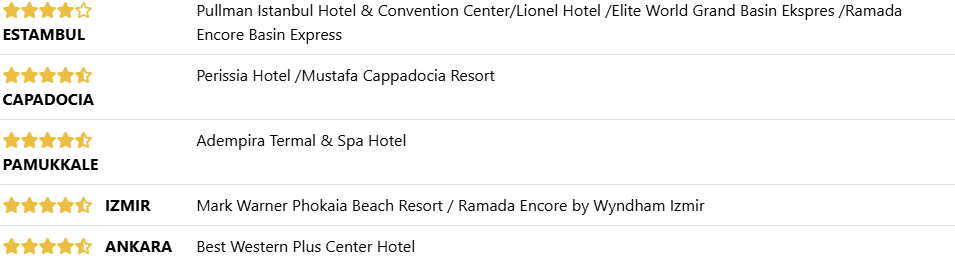 Pullman Istanbul Hotel & Convention Center/Lionel Hotel /Elite World Grand Basin Ekspres /Ramada
ESTAMBUL
Encore Basin Express
Perissia Hotel /Mustafa Cappadocia Resort
CAPADOCIA
Adempira Termal & Spa Hotel
PAMUKKALE
IZMIR Mark Warner Phokaia Beach Resort / Ramada Encore by Wyndham Izmir
ANKARA Best Western Plus Center Hotel